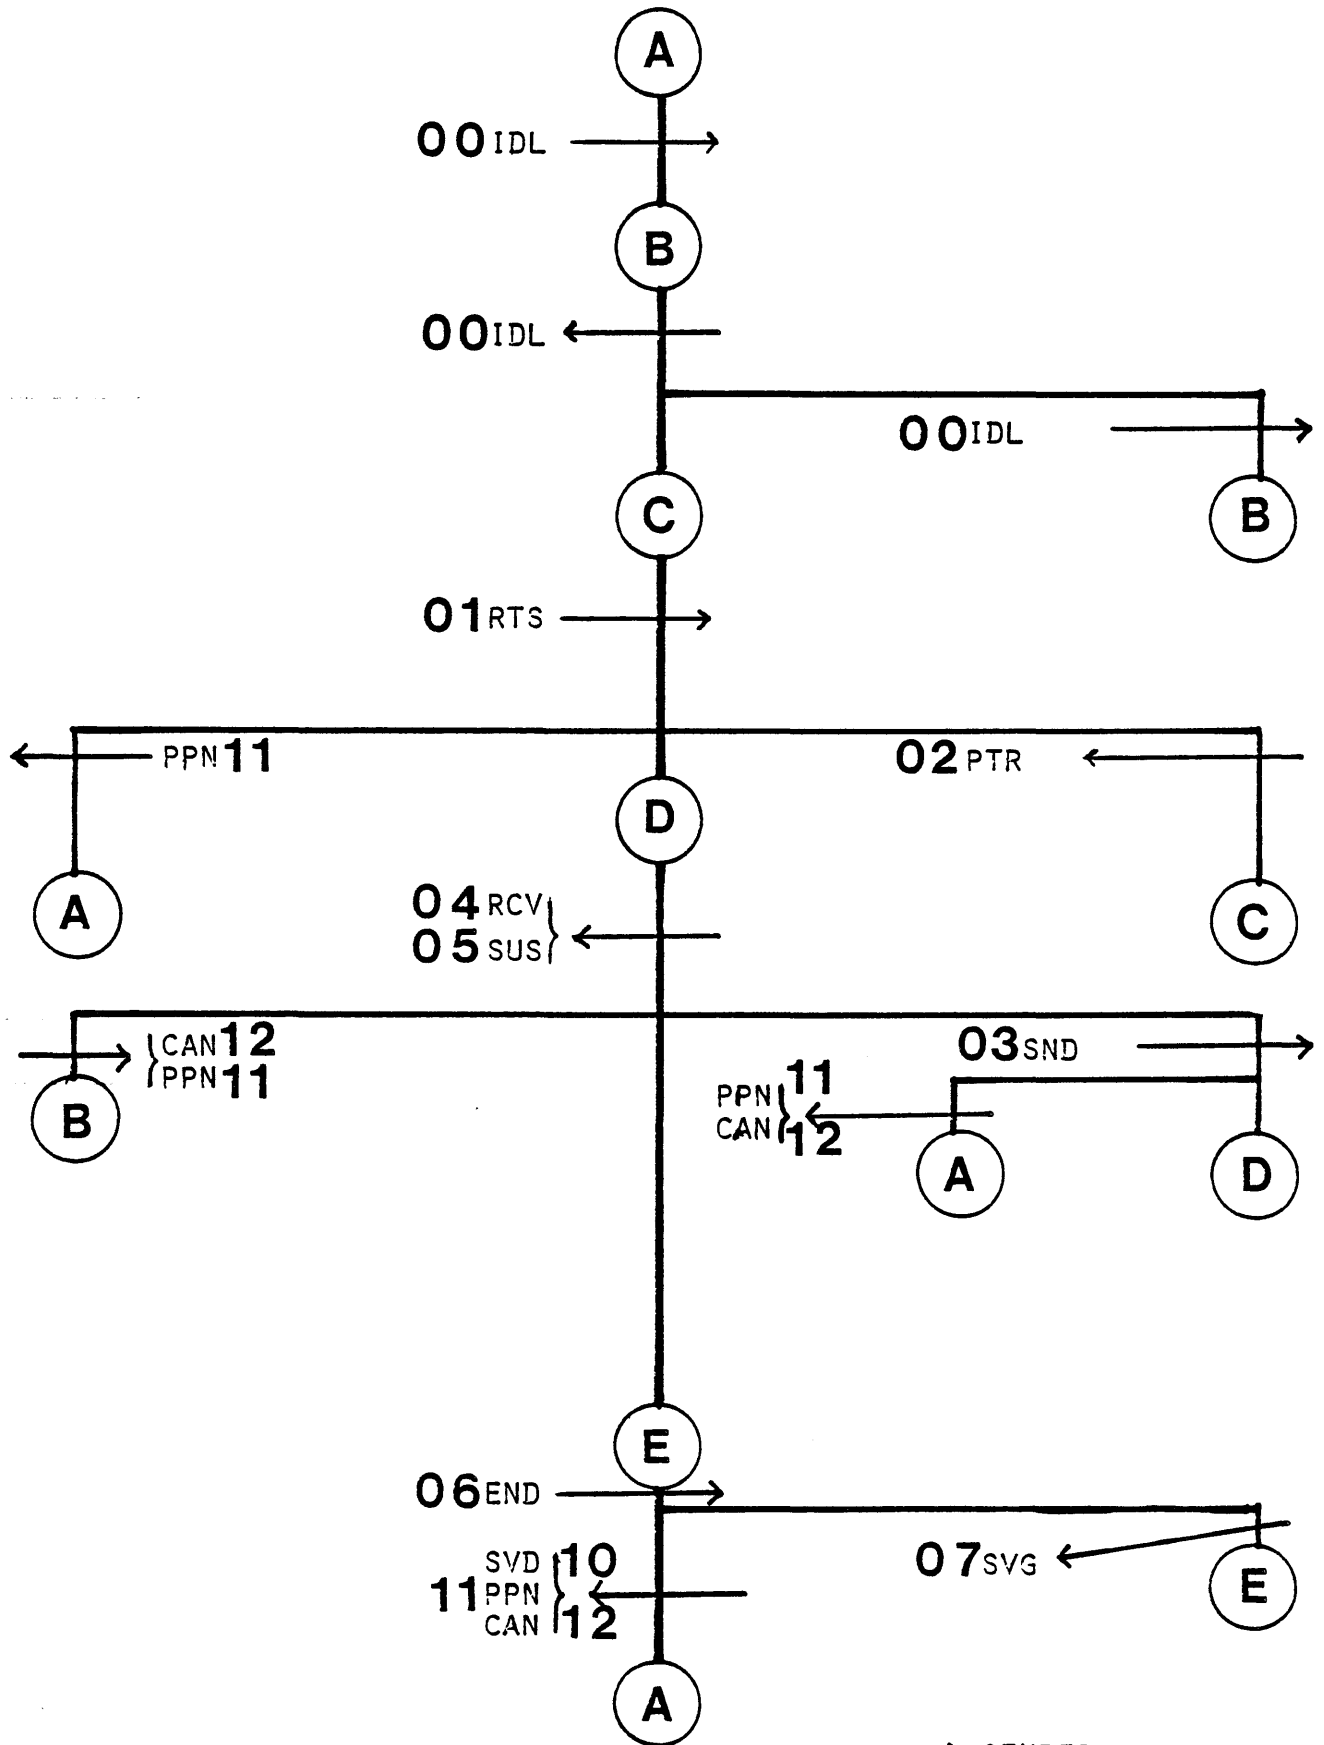 A
00 IDL
B
00 IDL
00 IDL
C
B
01 RTS
PPN 11
02 PTR
D
A
C
04 RCV
05 SUS
CAN 12
PPN 11
03 SND
PPN 11
CAN 12
B
A
D
E
06 END
SVD 10
11 PPN
CAN 12
07 SVG
E
A